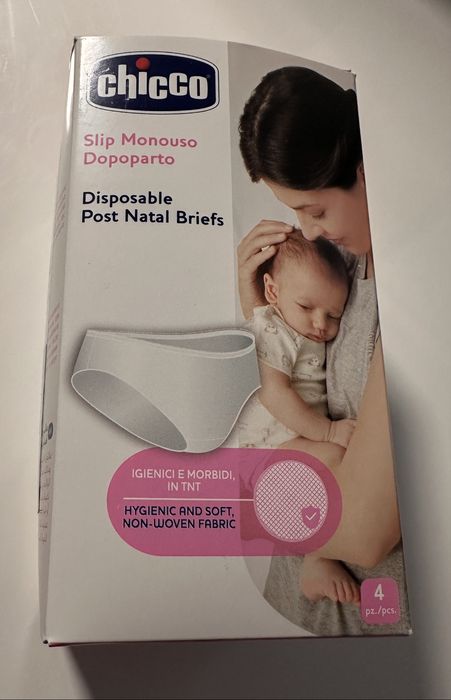 chicco
Slip Monouso
Dopoparto
Disposable
Post Natal Briefs
IGIENICI E MORBIDI,
IN TNT
HYGIENIC AND SOFT,
NON-WOVEN FABRIC
4
pz./pcs.